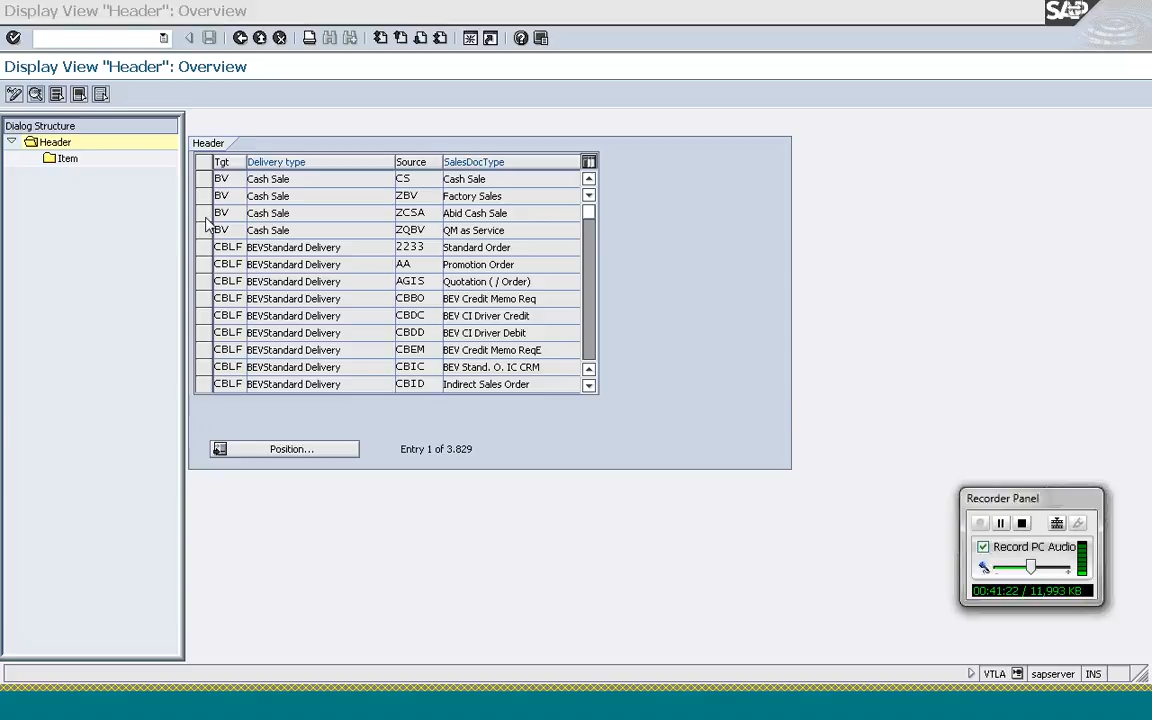 Display View "Header": Overview
SAP
Display View "Header": Overview
Dialog Structure
Header
Item
Header
Tgt Delivery type Source SalesDocType
BV Cash Sale CS Cash Sale
BV Cash Sale ZBV Factory Sales
BV Cash Sale ZCSA Abid Cash Sale
BV Cash Sale ZQBV QM as Service
CBLF BEVStandard Delivery 2233 Standard Order
CBLF BEVStandard Delivery AA Promotion Order
CBLF BEVStandard Delivery AGIS Quotation ( / Order)
CBLF BEVStandard Delivery CBBO BEV Credit Memo Req
CBLF BEVStandard Delivery CBDC BEV CI Driver Credit
CBLF BEVStandard Delivery CBDD BEV CI Driver Debit
CBLF BEVStandard Delivery CBEM BEV Credit Memo ReqE
CBLF BEVStandard Delivery CBIC BEV Stand. O. IC CRM
CBLF BEVStandard Delivery CBID Indirect Sales Order
Position... Entry 1 of 3.829
Recorder Panel
Record PC Audio
00:41:22 / 11,993 KB
VTLA sapserver INS